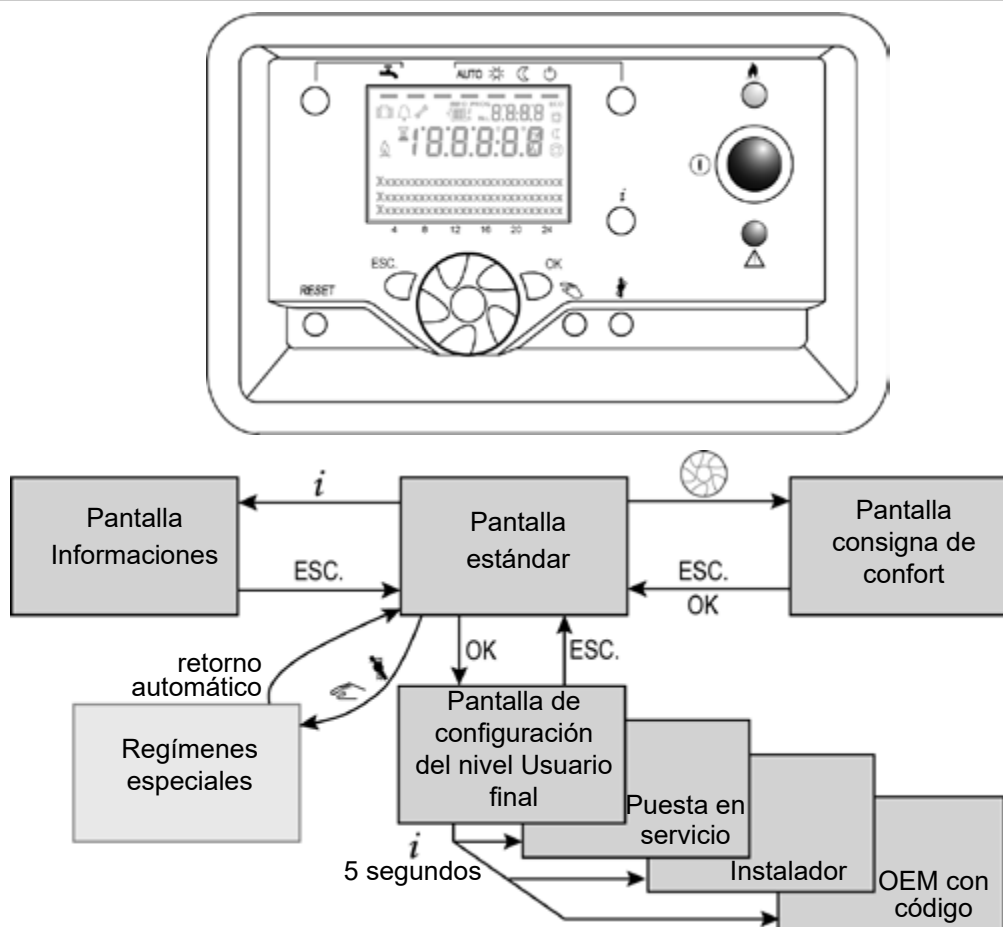 AUTO
4 8 12 16 20 24
i
ESC.
OK
RESET
Pantalla
Informaciones
i
ESC.
Pantalla
estándar
ESC.
OK
Pantalla
consigna de
confort
retorno
automático
OK
ESC.
Regímenes
especiales
Pantalla de
configuración
del nivel Usuario
final
i
5 segundos
Puesta en
servicio
Instalador
OEM con
código